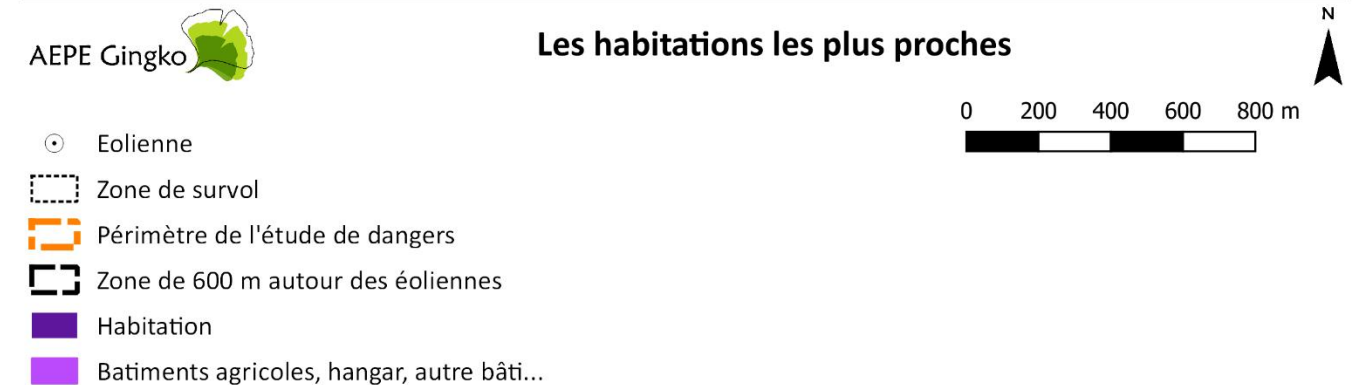 AEPE Gingko
Les habitations les plus proches
N
0 200 400 600 800 m
Eolienne
Zone de survol
Périmètre de l'étude de dangers
Zone de 600 m autour des éoliennes
Habitation
Batiments agricoles, hangar, autre bâti...